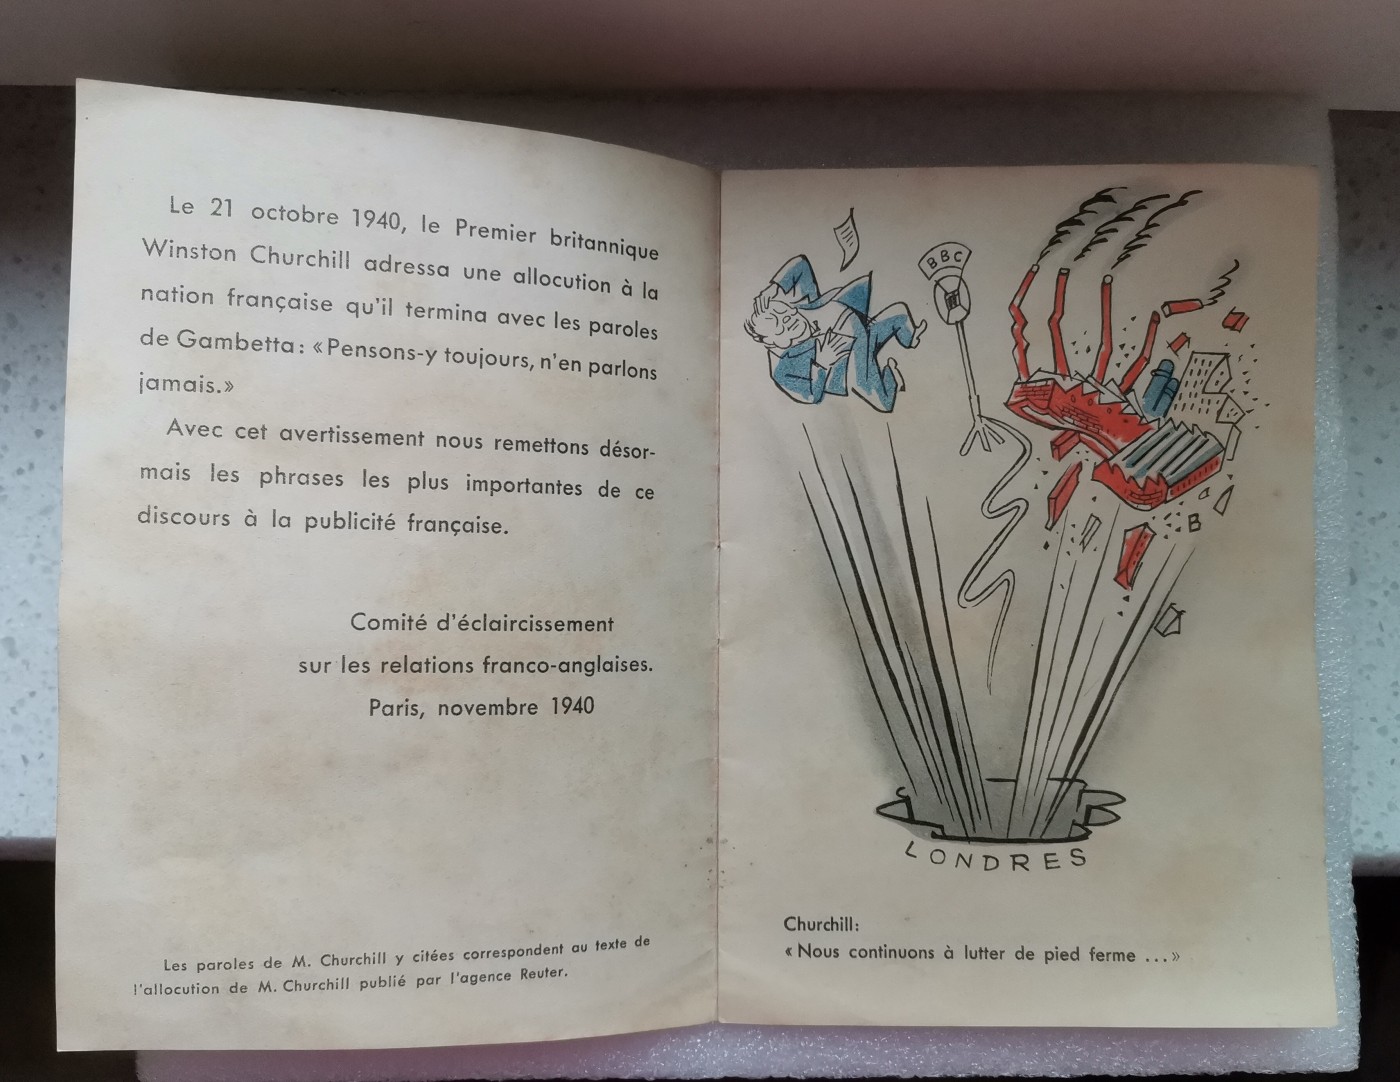 Le 21 octobre 1940, le Premier britannique
Winston Churchill adressa une allocution à la
nation française qu'il termina avec les paroles
de Gambetta: «Pensons-y toujours, n'en parlons
jamais.»
Avec cet avertissement nous remettons désor-
mais les phrases les plus importantes de ce
discours à la publicité française.
Comité d'éclaircissement
sur les relations franco-anglaises.
Paris, novembre 1940
Les paroles de M. Churchill y citées correspondent au texte de
l'allocution de M. Churchill publié par l'agence Reuter.
BBC
B
LONDRES
Churchill:
«Nous continuons à lutter de pied ferme ...»